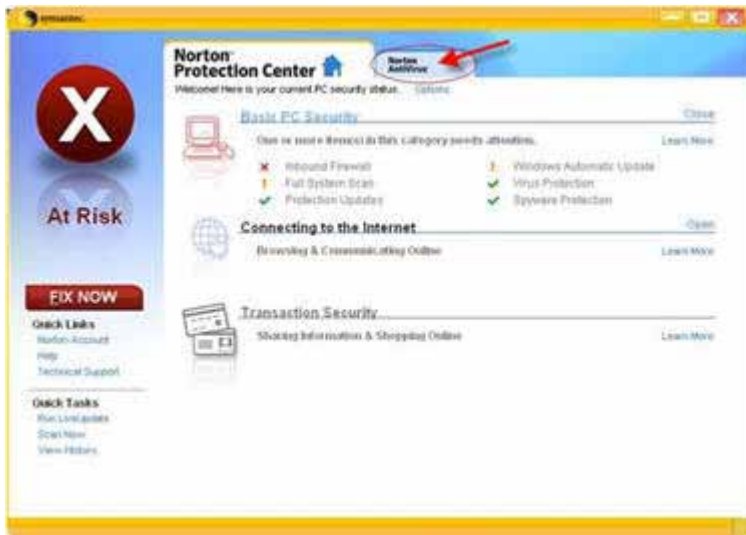 symantec.
Norton
Protection Center
Norton
AntiVirus
Welcome! Here is your current PC security status. Options
X
At Risk
FIX NOW
Quick Links
Norton Account
Help
Technical Support
Quick Tasks
Run LiveUpdate
Scan Now
View History
Basic PC Security Close
One or more item(s) in this category needs attention. Learn More
Inbound Firewall ! Windows Automatic Update
! Full System Scan Virus Protection
Protection Updates Spyware Protection
Connecting to the Internet Open
Browsing & Communicating Online Learn More
Transaction Security
Sharing Information & Shopping Online Learn More